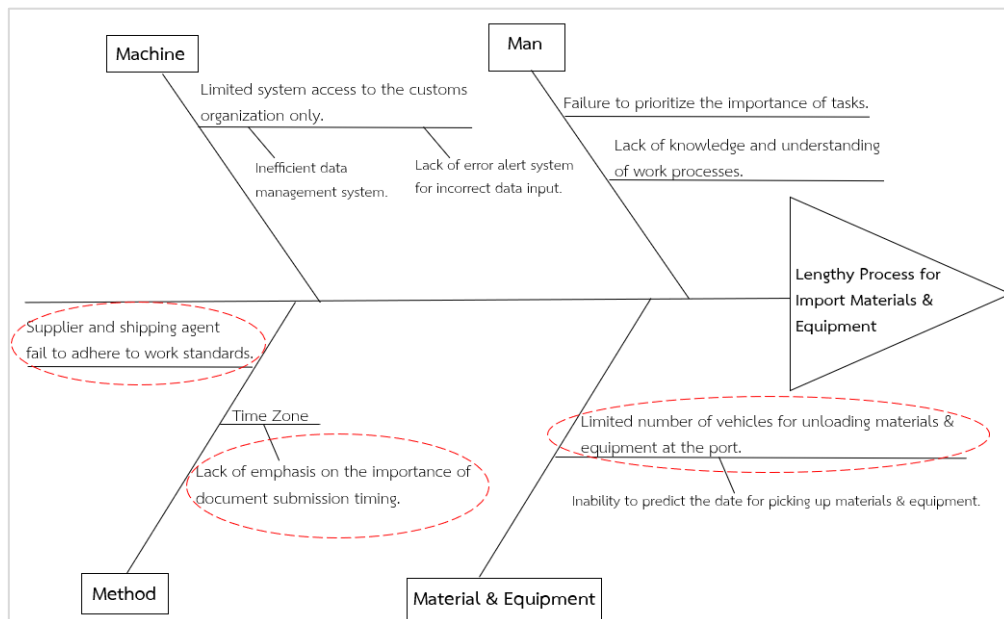 Machine
Man
Limited system access to the customs
organization only.
Failure to prioritize the importance of tasks.
Inefficient data
management system.
Lack of error alert system
for incorrect data input.
Lack of knowledge and understanding
of work processes.
Lengthy Process for
Import Materials &
Equipment
Supplier and shipping agent
fail to adhere to work standards.
Time Zone
Lack of emphasis on the importance of
document submission timing.
Limited number of vehicles for unloading materials &
equipment at the port.
Inability to predict the date for picking up materials & equipment.
Method
Material & Equipment